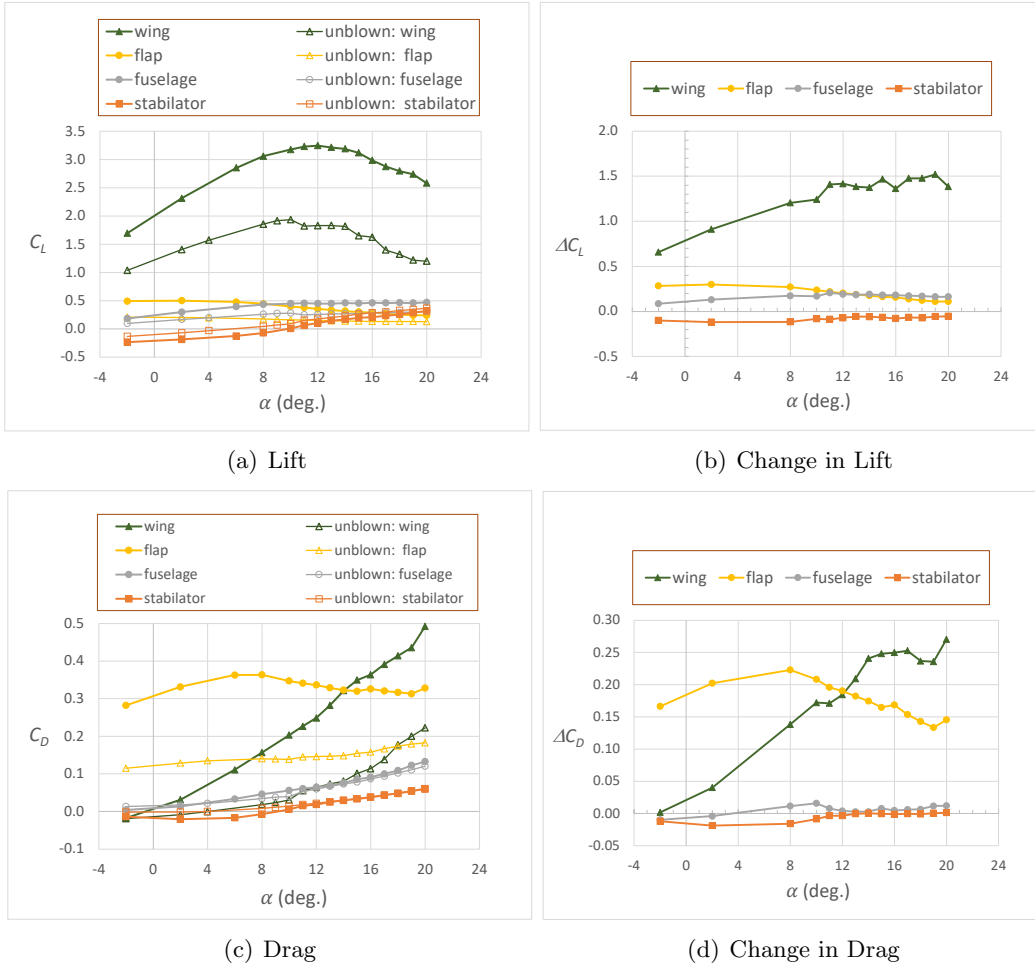 wing unblown: wing
flap unblown: flap
fuselage unblown: fuselage
stabilator unblown: stabilator
3.5
3.0
2.5
2.0
1.5
1.0
0.5
0.0
-0.5
C_L
-4 0 4 8 12 16 20 24
α (deg.)
(a) Lift
wing flap fuselage stabilator
2.0
1.5
1.0
0.5
0.0
-0.5
ΔC_L
-4 0 4 8 12 16 20 24
α (deg.)
(b) Change in Lift
wing unblown: wing
flap unblown: flap
fuselage unblown: fuselage
stabilator unblown: stabilator
0.5
0.4
0.3
0.2
0.1
0.0
-0.1
C_D
-4 0 4 8 12 16 20 24
α (deg.)
(c) Drag
wing flap fuselage stabilator
0.30
0.25
0.20
0.15
0.10
0.05
0.00
-0.05
ΔC_D
-4 0 4 8 12 16 20 24
α (deg.)
(d) Change in Drag